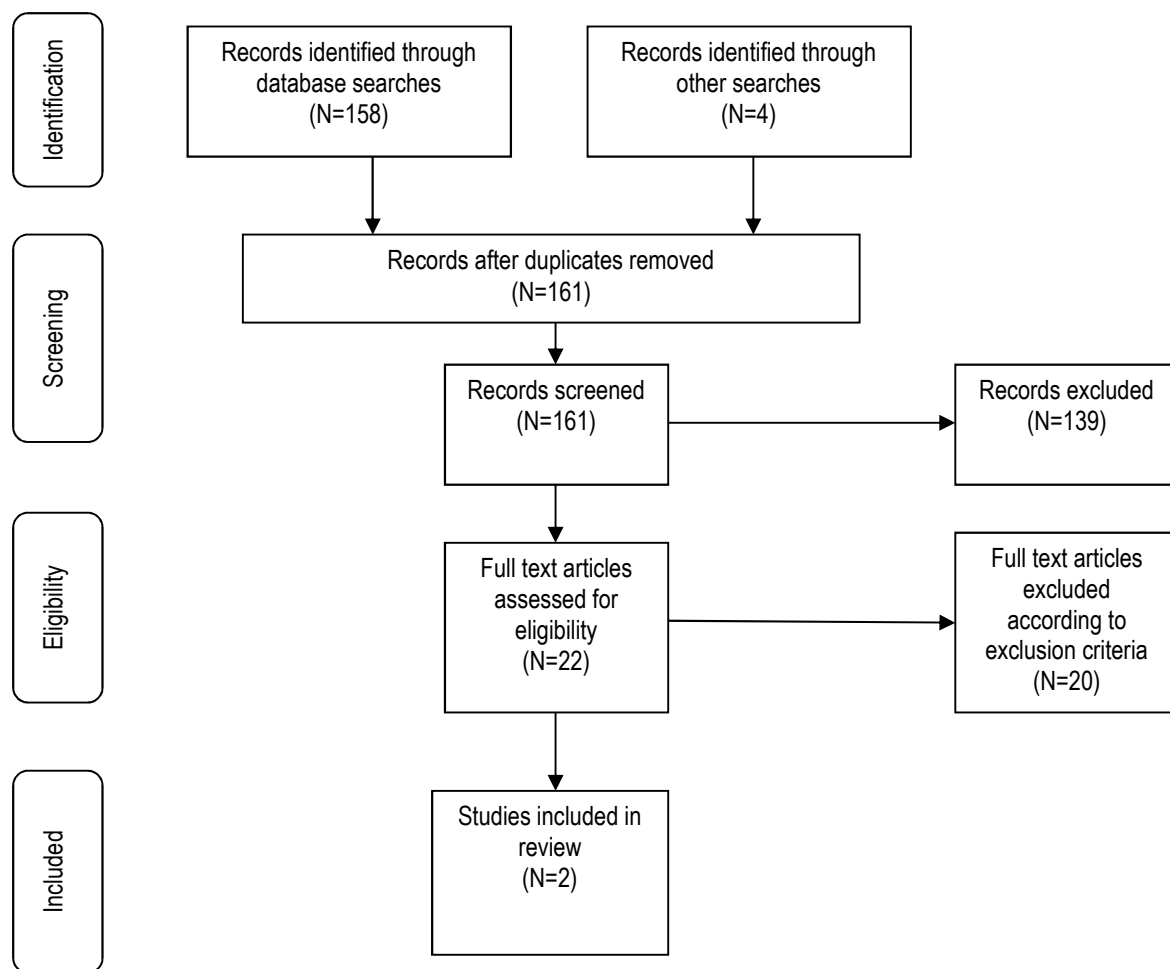 Identification
Records identified through
database searches
(N=158)
Records identified through
other searches
(N=4)
Screening
Records after duplicates removed
(N=161)
Records screened
(N=161)
Records excluded
(N=139)
Eligibility
Full text articles
assessed for
eligibility
(N=22)
Full text articles
excluded
according to
exclusion criteria
(N=20)
Included
Studies included in
review
(N=2)